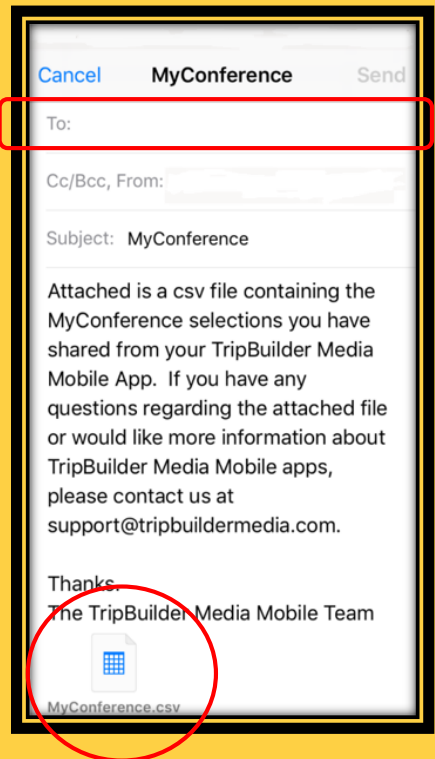 Cancel MyConference Send
To:
Cc/Bcc, From:
Subject: MyConference
Attached is a csv file containing the
MyConference selections you have
shared from your TripBuilder Media
Mobile App. If you have any
questions regarding the attached file
or would like more information about
TripBuilder Media Mobile apps,
please contact us at
support@tripbuildermedia.com.
Thanks.
The TripBuilder Media Mobile Team
MyConference.csv